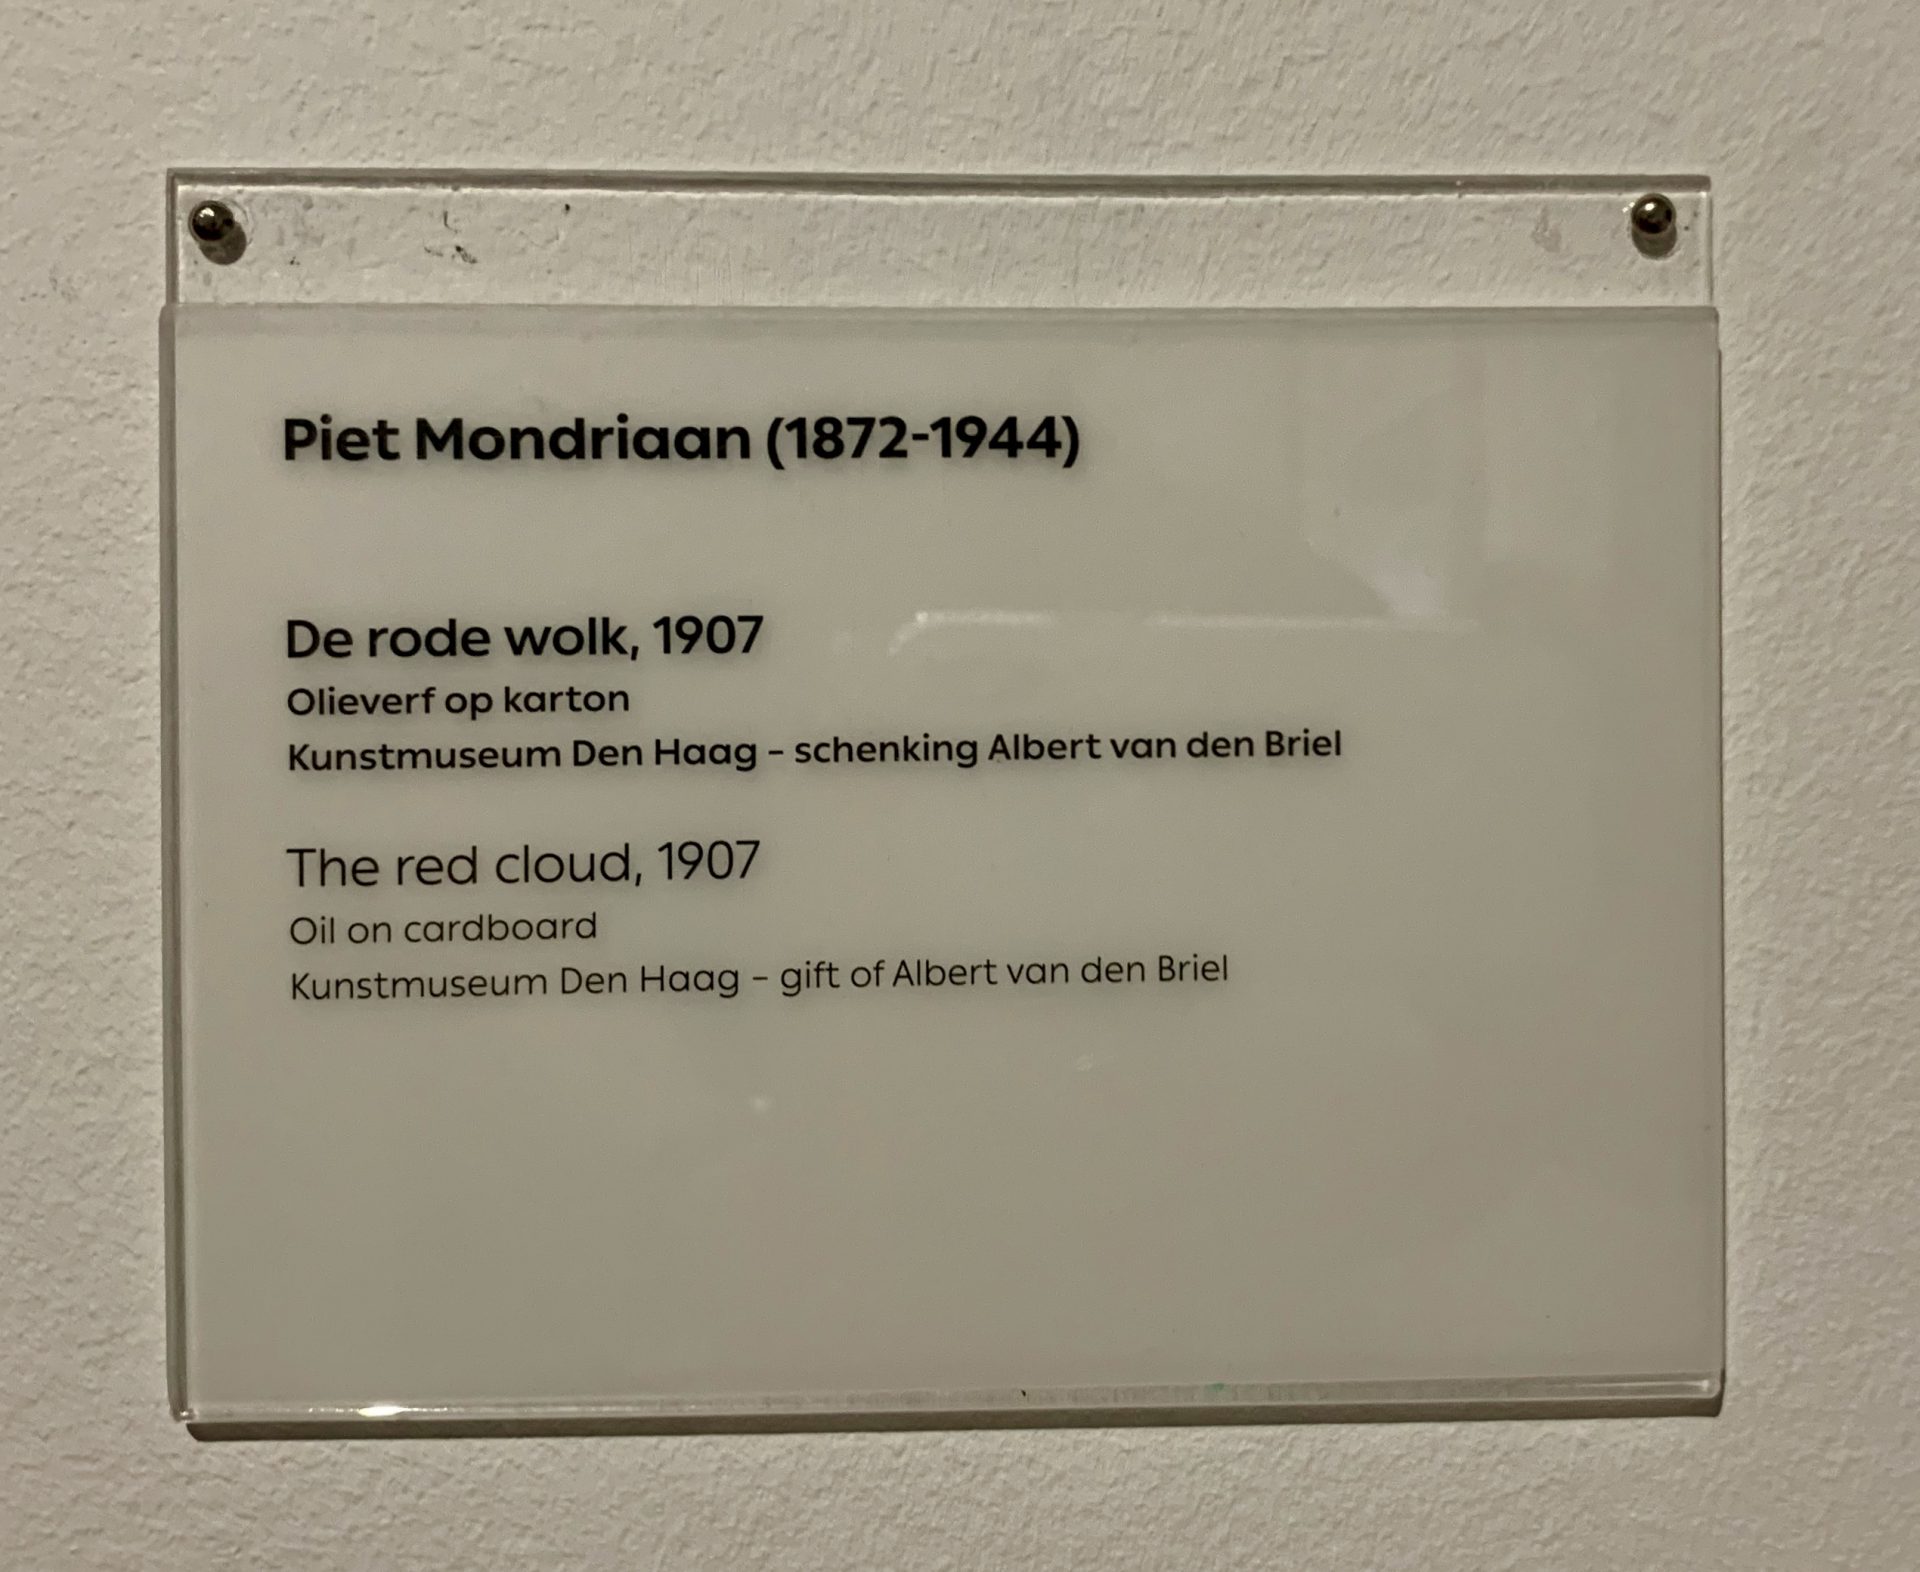 Piet Mondriaan (1872-1944)
De rode wolk, 1907
Olieverf op karton
Kunstmuseum Den Haag – schenking Albert van den Briel
The red cloud, 1907
Oil on cardboard
Kunstmuseum Den Haag – gift of Albert van den Briel